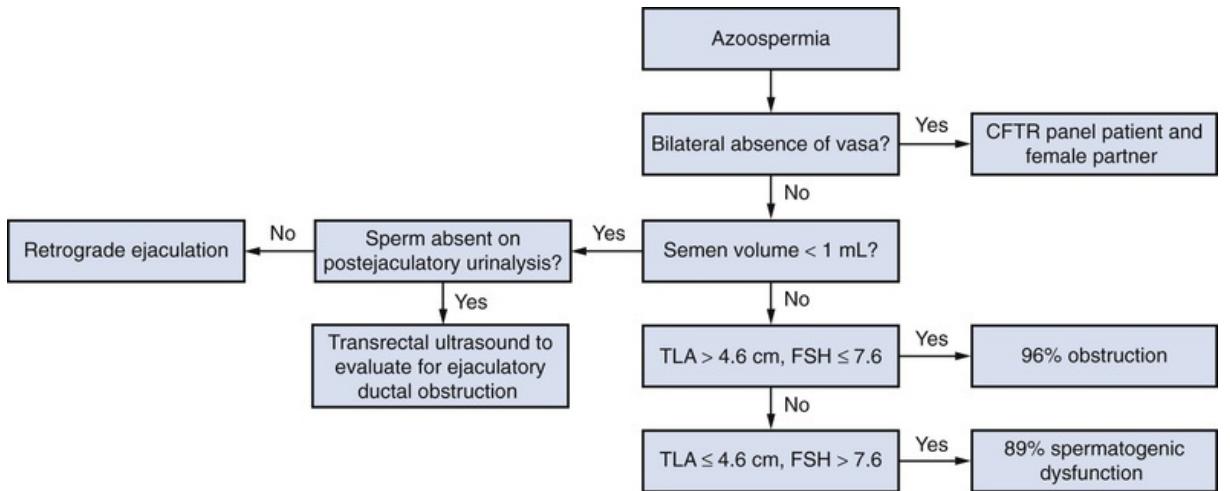 Azoospermia
Bilateral absence of vasa?
Yes
CFTR panel patient and
female partner
No
Retrograde ejaculation
No
Sperm absent on
postejaculatory urinalysis?
Yes
Semen volume < 1 mL?
Yes
No
Transrectal ultrasound to
evaluate for ejaculatory
ductal obstruction
TLA > 4.6 cm, FSH ≤ 7.6
Yes
96% obstruction
No
TLA ≤ 4.6 cm, FSH > 7.6
Yes
89% spermatogenic
dysfunction